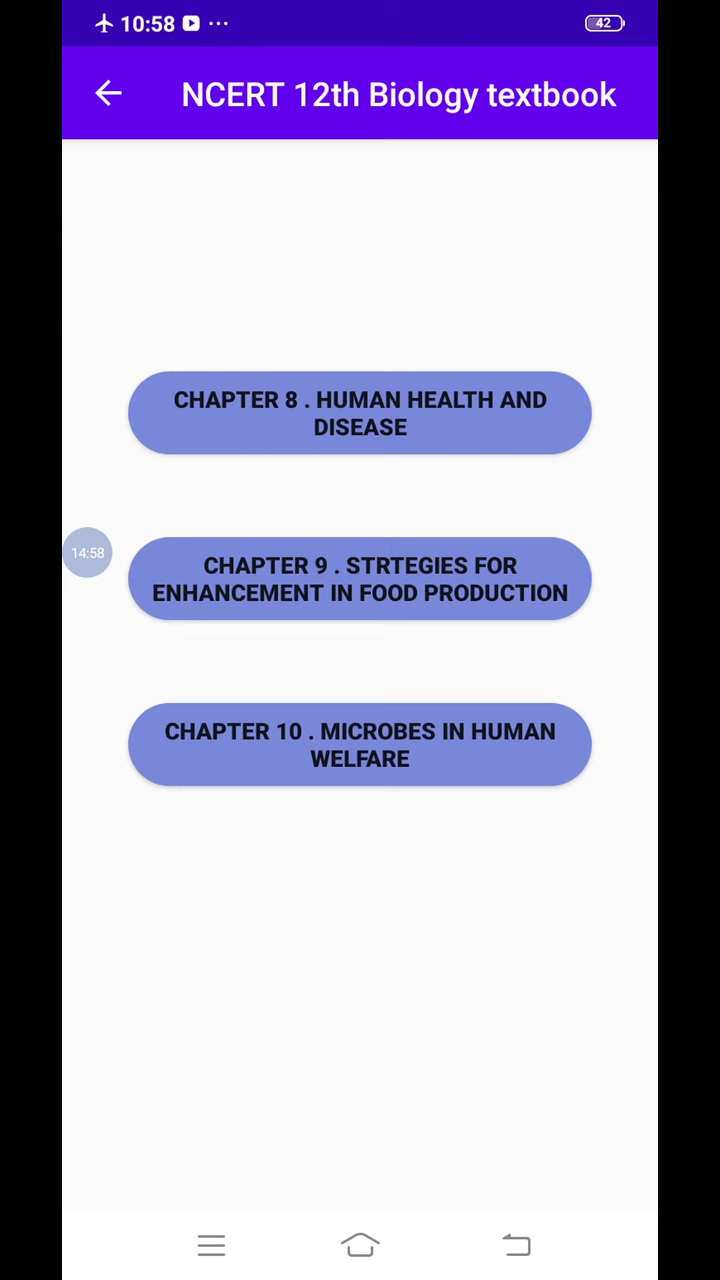 10:58
42
NCERT 12th Biology textbook
CHAPTER 8 . HUMAN HEALTH AND
DISEASE
14:58
CHAPTER 9 . STRTEGIES FOR
ENHANCEMENT IN FOOD PRODUCTION
CHAPTER 10 . MICROBES IN HUMAN
WELFARE